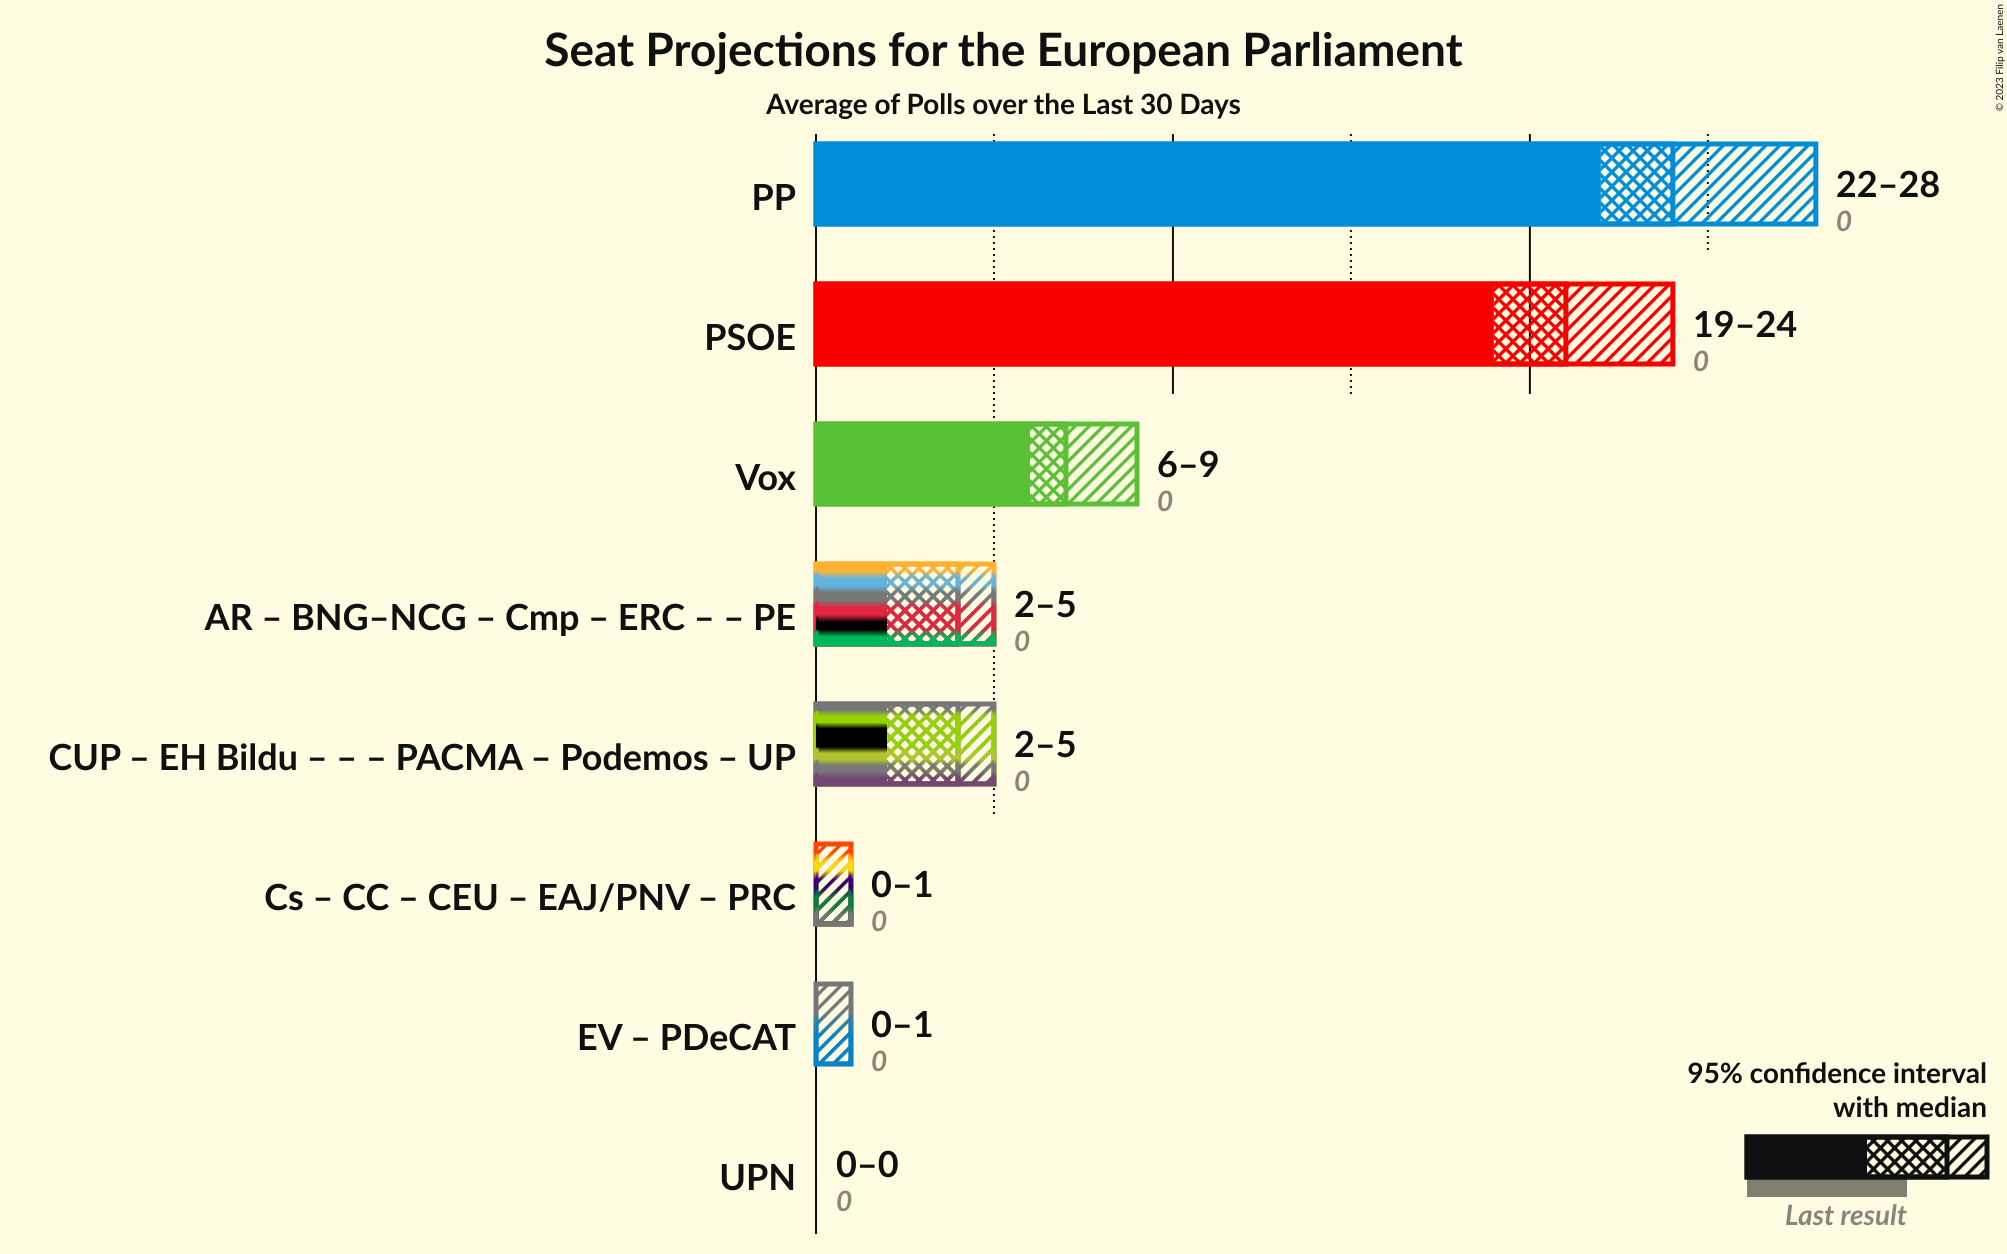 Seat Projections for the European Parliament
Average of Polls over the Last 30 Days
© 2023 Filip van Laenen
PP
22–28
0
PSOE
19–24
0
Vox
6–9
0
AR – BNG–NCG – Cmp – ERC – – PE
2–5
0
CUP – EH Bildu – – – PACMA – Podemos – UP
2–5
0
Cs – CC – CEU – EAJ/PNV – PRC
0–1
0
EV – PDeCAT
0–1
0
UPN
0–0
0
95% confidence interval
with median
Last result